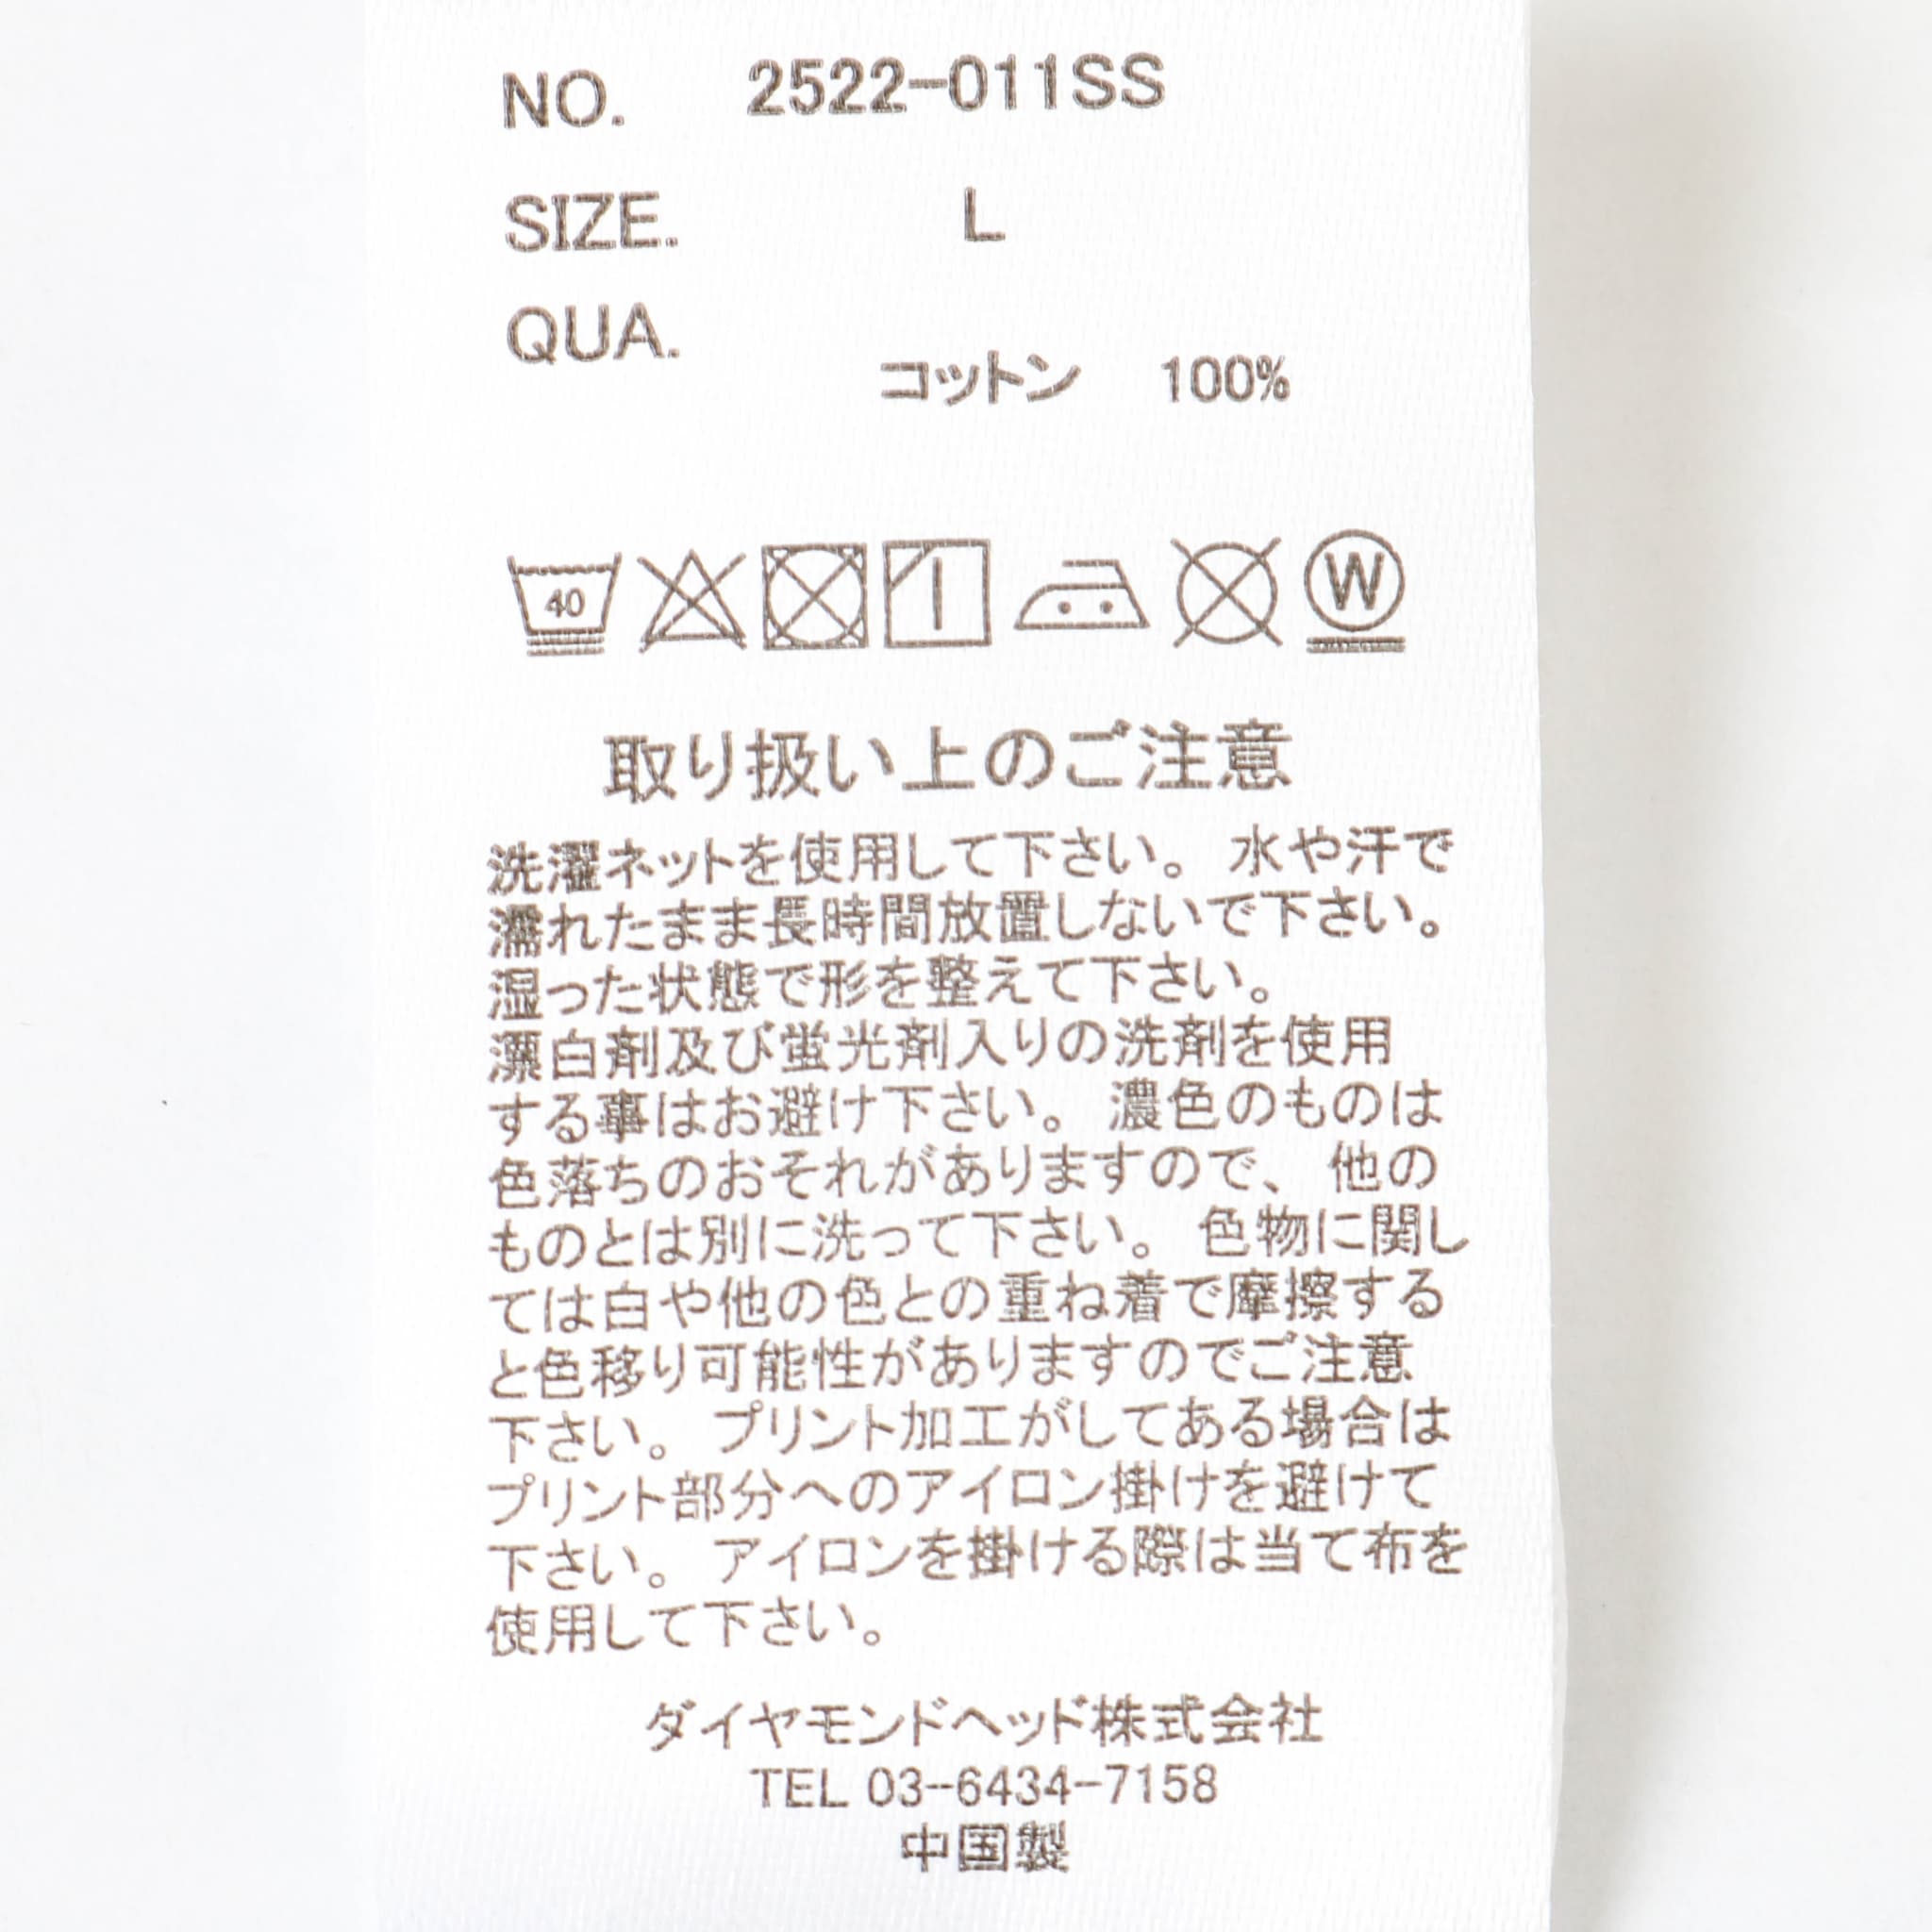 NO. 2522-011SS
SIZE. L
QUA.
コットン 100%
40 W
取り扱い上のご注意
洗濯ネットを使用して下さい。水や汗で
濡れたまま長時間放置しないで下さい。
湿った状態で形を整えて下さい。
漂白剤及び蛍光剤入りの洗剤を使用
する事はお避け下さい。濃色のものは
色落ちのおそれがありますので、他の
ものとは別に洗って下さい。色物に関し
ては白や他の色との重ね着で摩擦する
と色移り可能性がありますのでご注意
下さい。プリント加工がしてある場合は
プリント部分へのアイロン掛けを避けて
下さい。アイロンを掛ける際は当て布を
使用して下さい。
ダイヤモンドヘッド株式会社
TEL 03-6434-7158
中国製